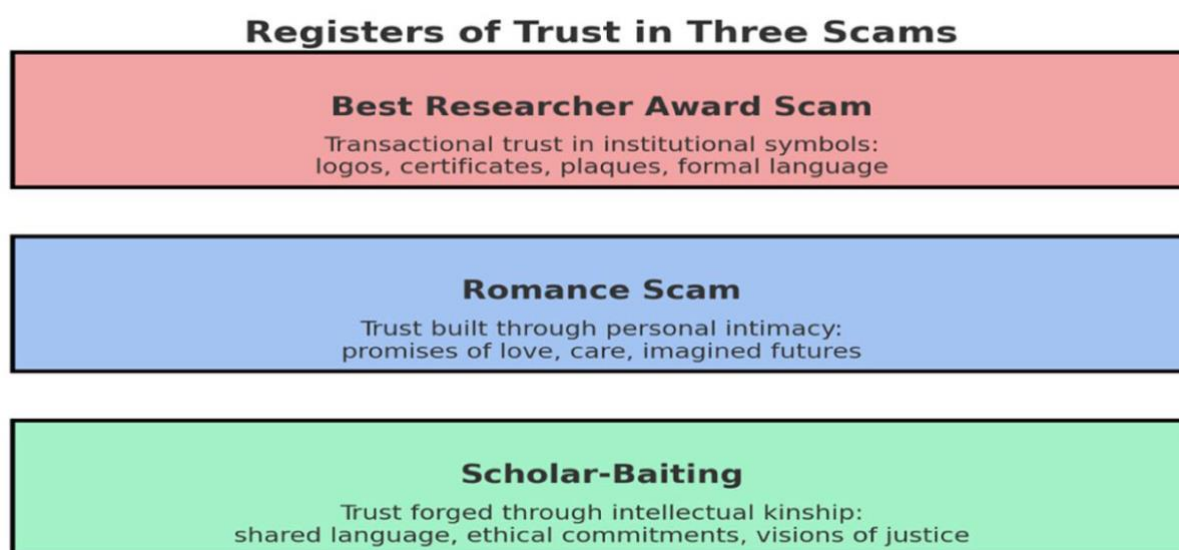 Registers of Trust in Three Scams
Best Researcher Award Scam
Transactional trust in institutional symbols:
logos, certificates, plaques, formal language
Romance Scam
Trust built through personal intimacy:
promises of love, care, imagined futures
Scholar-Baiting
Trust forged through intellectual kinship:
shared language, ethical commitments, visions of justice